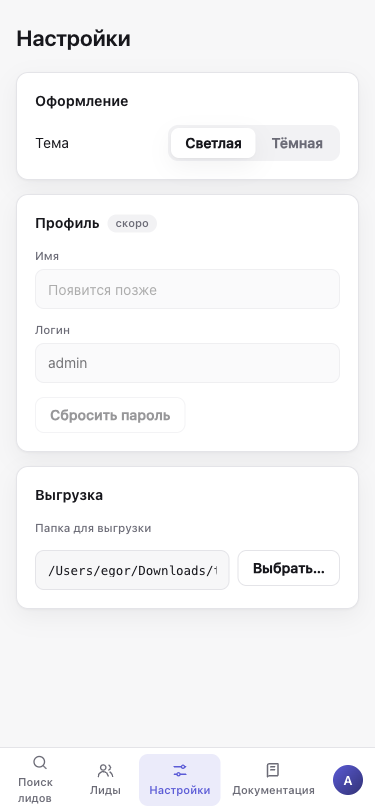 Настройки
Оформление
Тема
Светлая
Тёмная
Профиль скоро
Имя
Появится позже
Логин
admin
Сбросить пароль
Выгрузка
Папка для выгрузки
/Users/egor/Downloads/
Выбрать...
Поиск
лидов
Лиды
Настройки
Документация
A